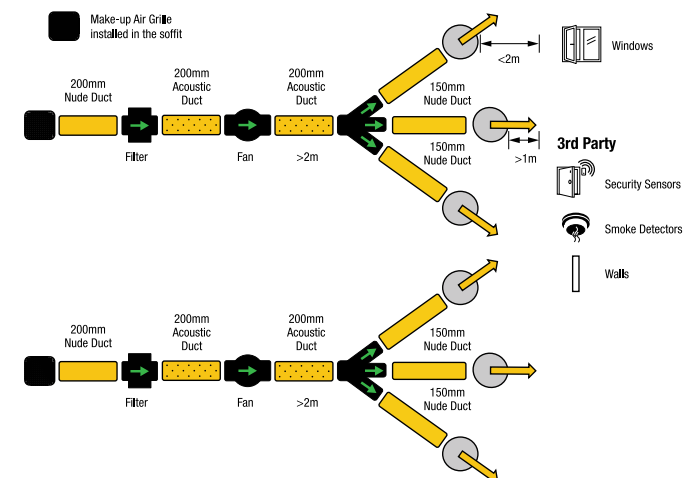 Make-up Air Grille
installed in the soffit
Windows
<2m
200mm
Nude Duct
200mm
Acoustic
Duct
200mm
Acoustic
Duct
150mm
Nude Duct
Filter
Fan
>2m
150mm
Nude Duct
>1m
3rd Party
Security Sensors
Smoke Detectors
Walls
200mm
Nude Duct
200mm
Acoustic
Duct
200mm
Acoustic
Duct
150mm
Nude Duct
Filter
Fan
>2m
150mm
Nude Duct